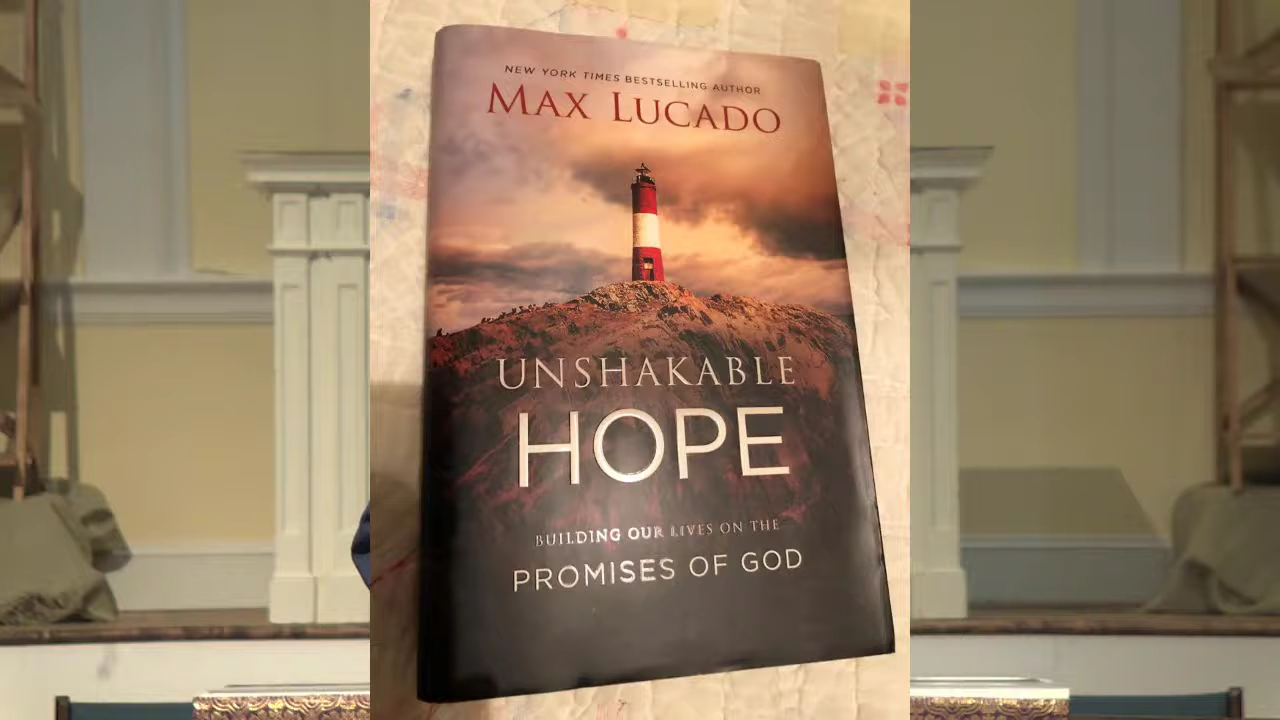 NEW YORK TIMES BESTSELLING AUTHOR
MAX LUCADO
UNSHAKABLE
HOPE
BUILDING OUR LIVES ON THE
PROMISES OF GOD